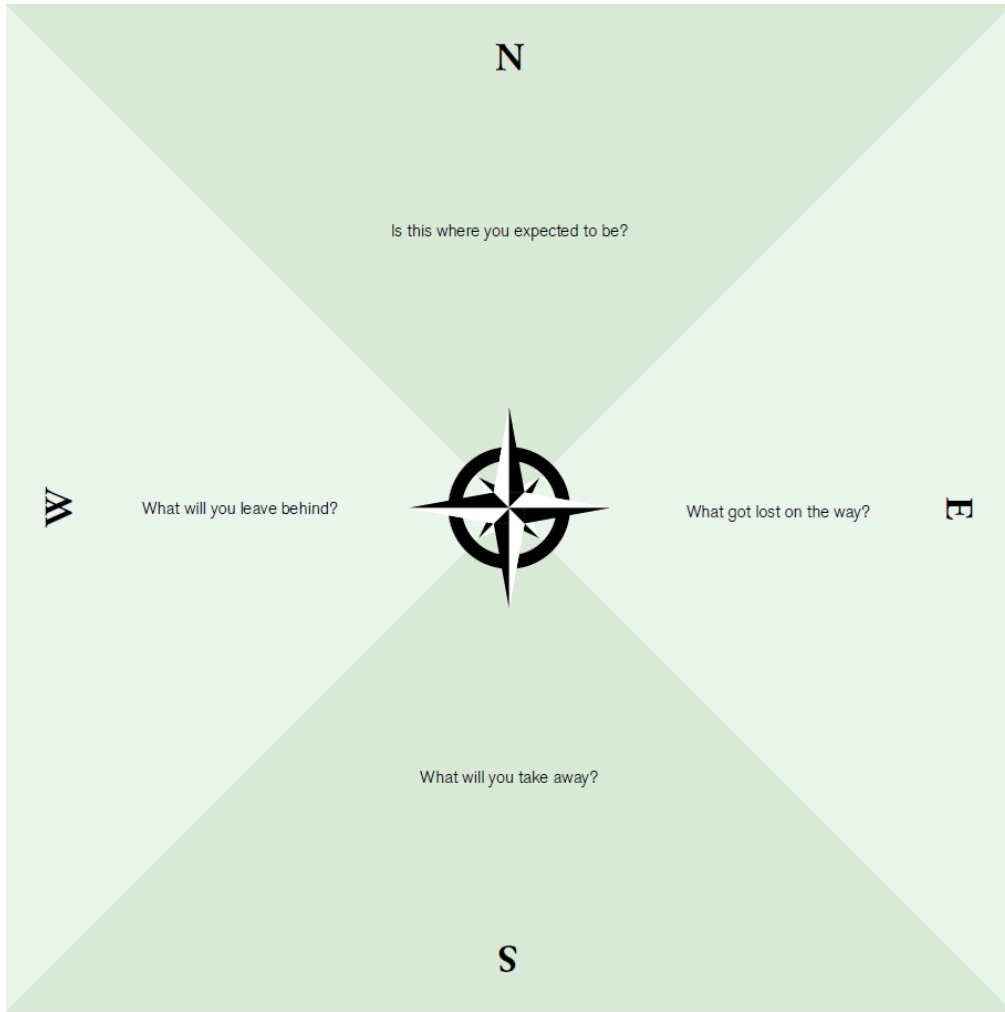 N
Is this where you expected to be?
W
What will you leave behind?
What got lost on the way?
E
What will you take away?
S